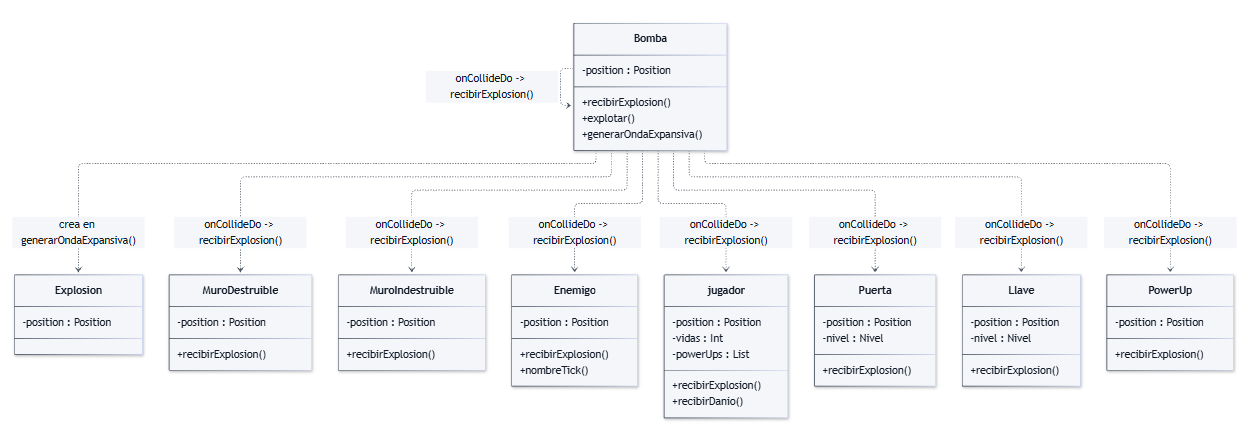 Bomba
-position : Position
+recibirExplosion()
+explotar()
+generarOndaExpansiva()
onCollideDo ->
recibirExplosion()
crea en
generarOndaExpansiva()
onCollideDo ->
recibirExplosion()
onCollideDo ->
recibirExplosion()
onCollideDo ->
recibirExplosion()
onCollideDo ->
recibirExplosion()
onCollideDo ->
recibirExplosion()
onCollideDo ->
recibirExplosion()
onCollideDo ->
recibirExplosion()
Explosion
-position : Position
MuroDestruible
-position : Position
+recibirExplosion()
MuroIndestruible
-position : Position
+recibirExplosion()
Enemigo
-position : Position
+recibirExplosion()
+nombreTick()
jugador
-position : Position
-vidas : Int
-powerUps : List
+recibirExplosion()
+recibirDanio()
Puerta
-position : Position
-nivel : Nivel
+recibirExplosion()
Llave
-position : Position
-nivel : Nivel
+recibirExplosion()
PowerUp
-position : Position
+recibirExplosion()